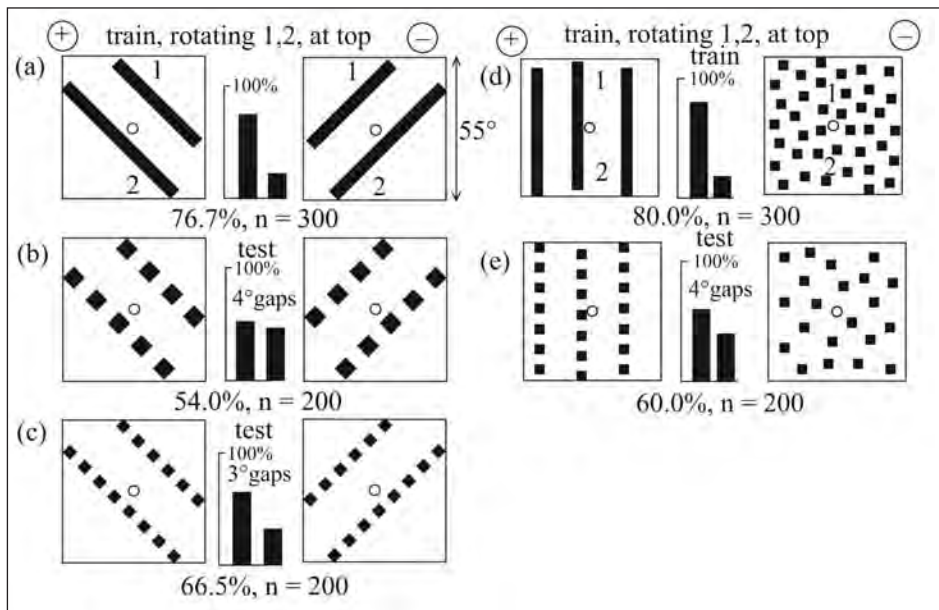 + train, rotating 1,2, at top −
(a)
1
2
100%
1
2
55°
76.7%, n = 300
(b)
test
100%
4°gaps
54.0%, n = 200
(c)
test
100%
3°gaps
66.5%, n = 200
+ train, rotating 1,2, at top −
(d)
1
2
train
100%
1
2
80.0%, n = 300
(e)
test
100%
4°gaps
60.0%, n = 200